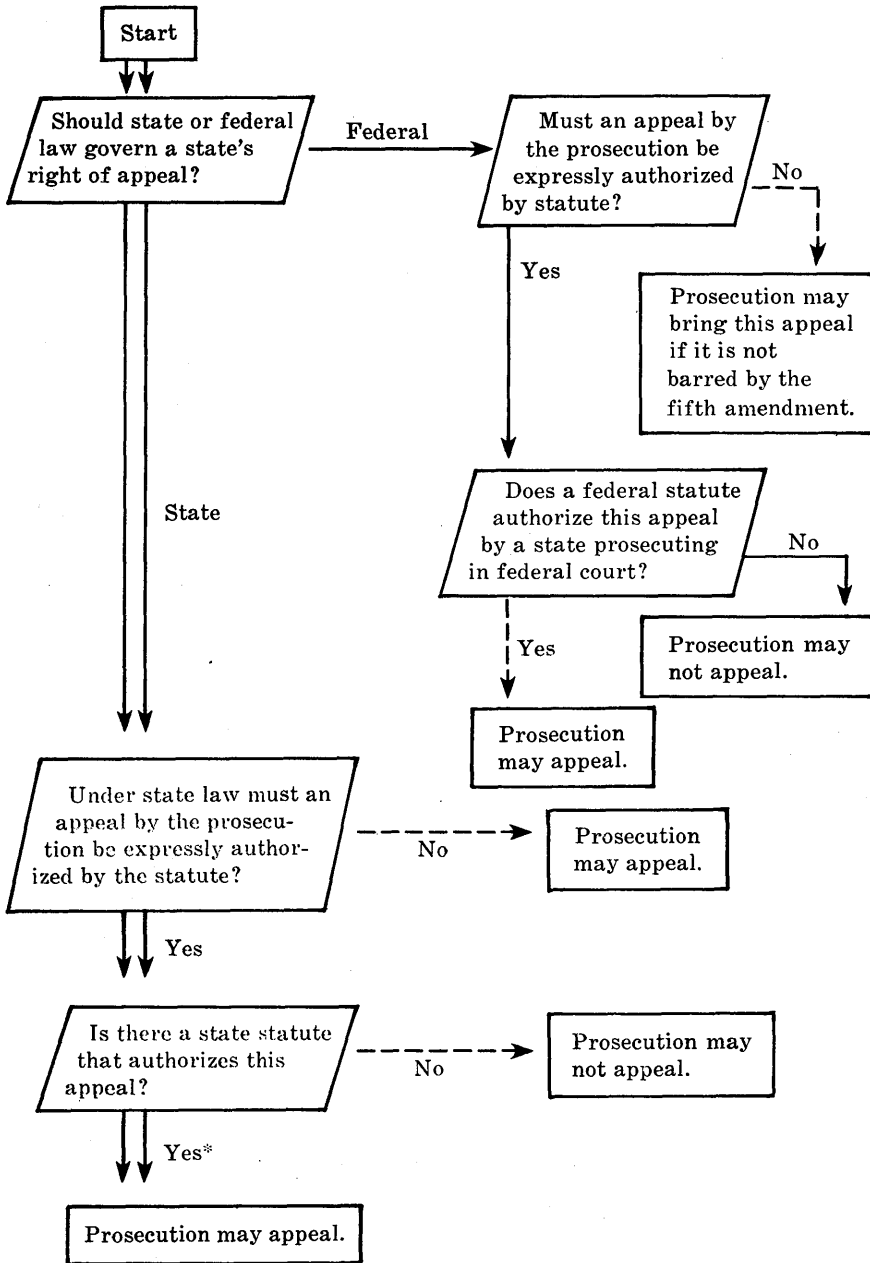 Start
Should state or federal
law govern a state's
right of appeal?
Federal
Must an appeal by
the prosecution be
expressly authorized
by statute?
No
Yes
Prosecution may
bring this appeal
if it is not
barred by the
fifth amendment.
State
Does a federal statute
authorize this appeal
by a state prosecuting
in federal court?
No
Yes
Prosecution may
not appeal.
Prosecution
may appeal.
Under state law must an
appeal by the prosecu-
tion be expressly author-
ized by the statute?
No
Prosecution
may appeal.
Yes
Is there a state statute
that authorizes this
appeal?
No
Prosecution may
not appeal.
Yes*
Prosecution may appeal.